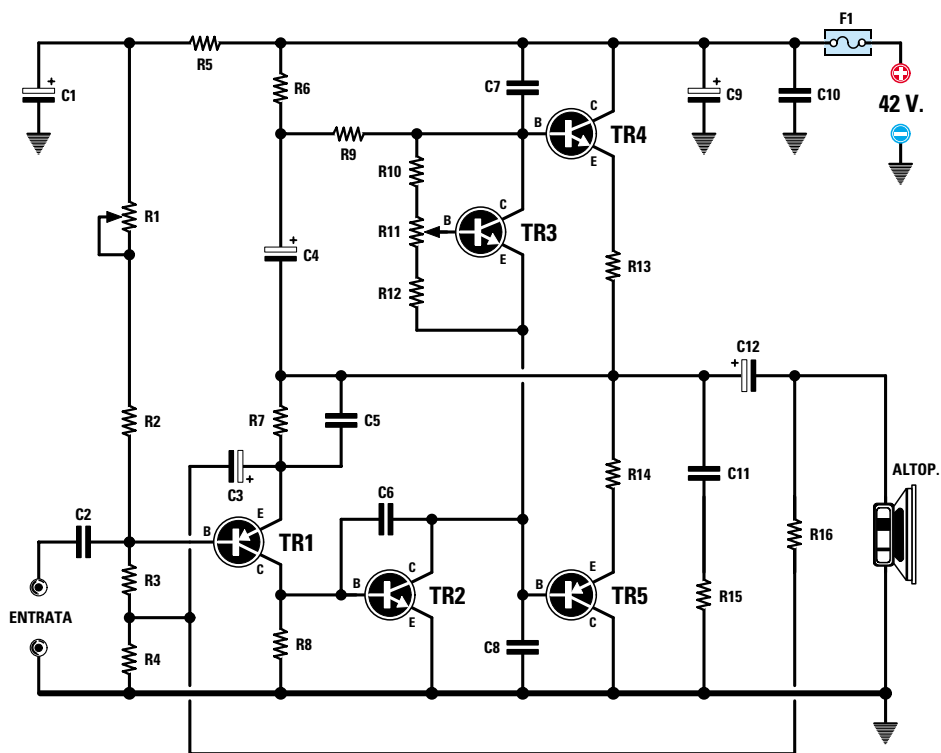 F1
C1
R5
R6
C7
C
B
TR4
E
C9
C10
42 V.
R9
R10
R1
R11
B
C
TR3
E
C4
R12
R13
C12
+
+
+
+
R7
C5
R2
C3
+
R14
C11
ALTOP.
C2
C6
E
B
TR1
C
R16
R3
B
C
TR2
E
E
B
TR5
C
R15
ENTRATA
R4
R8
C8